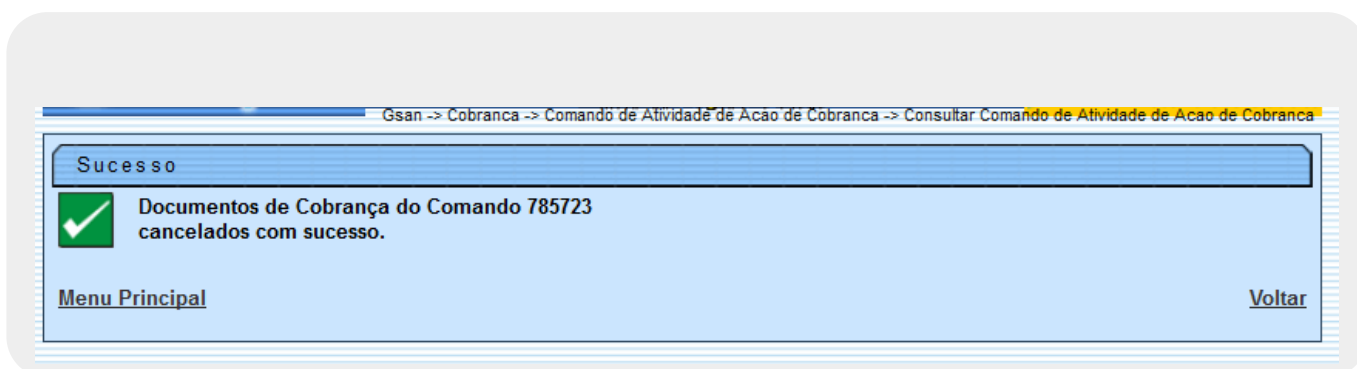 Gsan -> Cobranca -> Comando de Atividade de Acao de Cobranca -> Consultar Comando de Atividade de Acao de Cobranca
Sucesso
Documentos de Cobrança do Comando 785723
cancelados com sucesso.
Menu Principal
Voltar